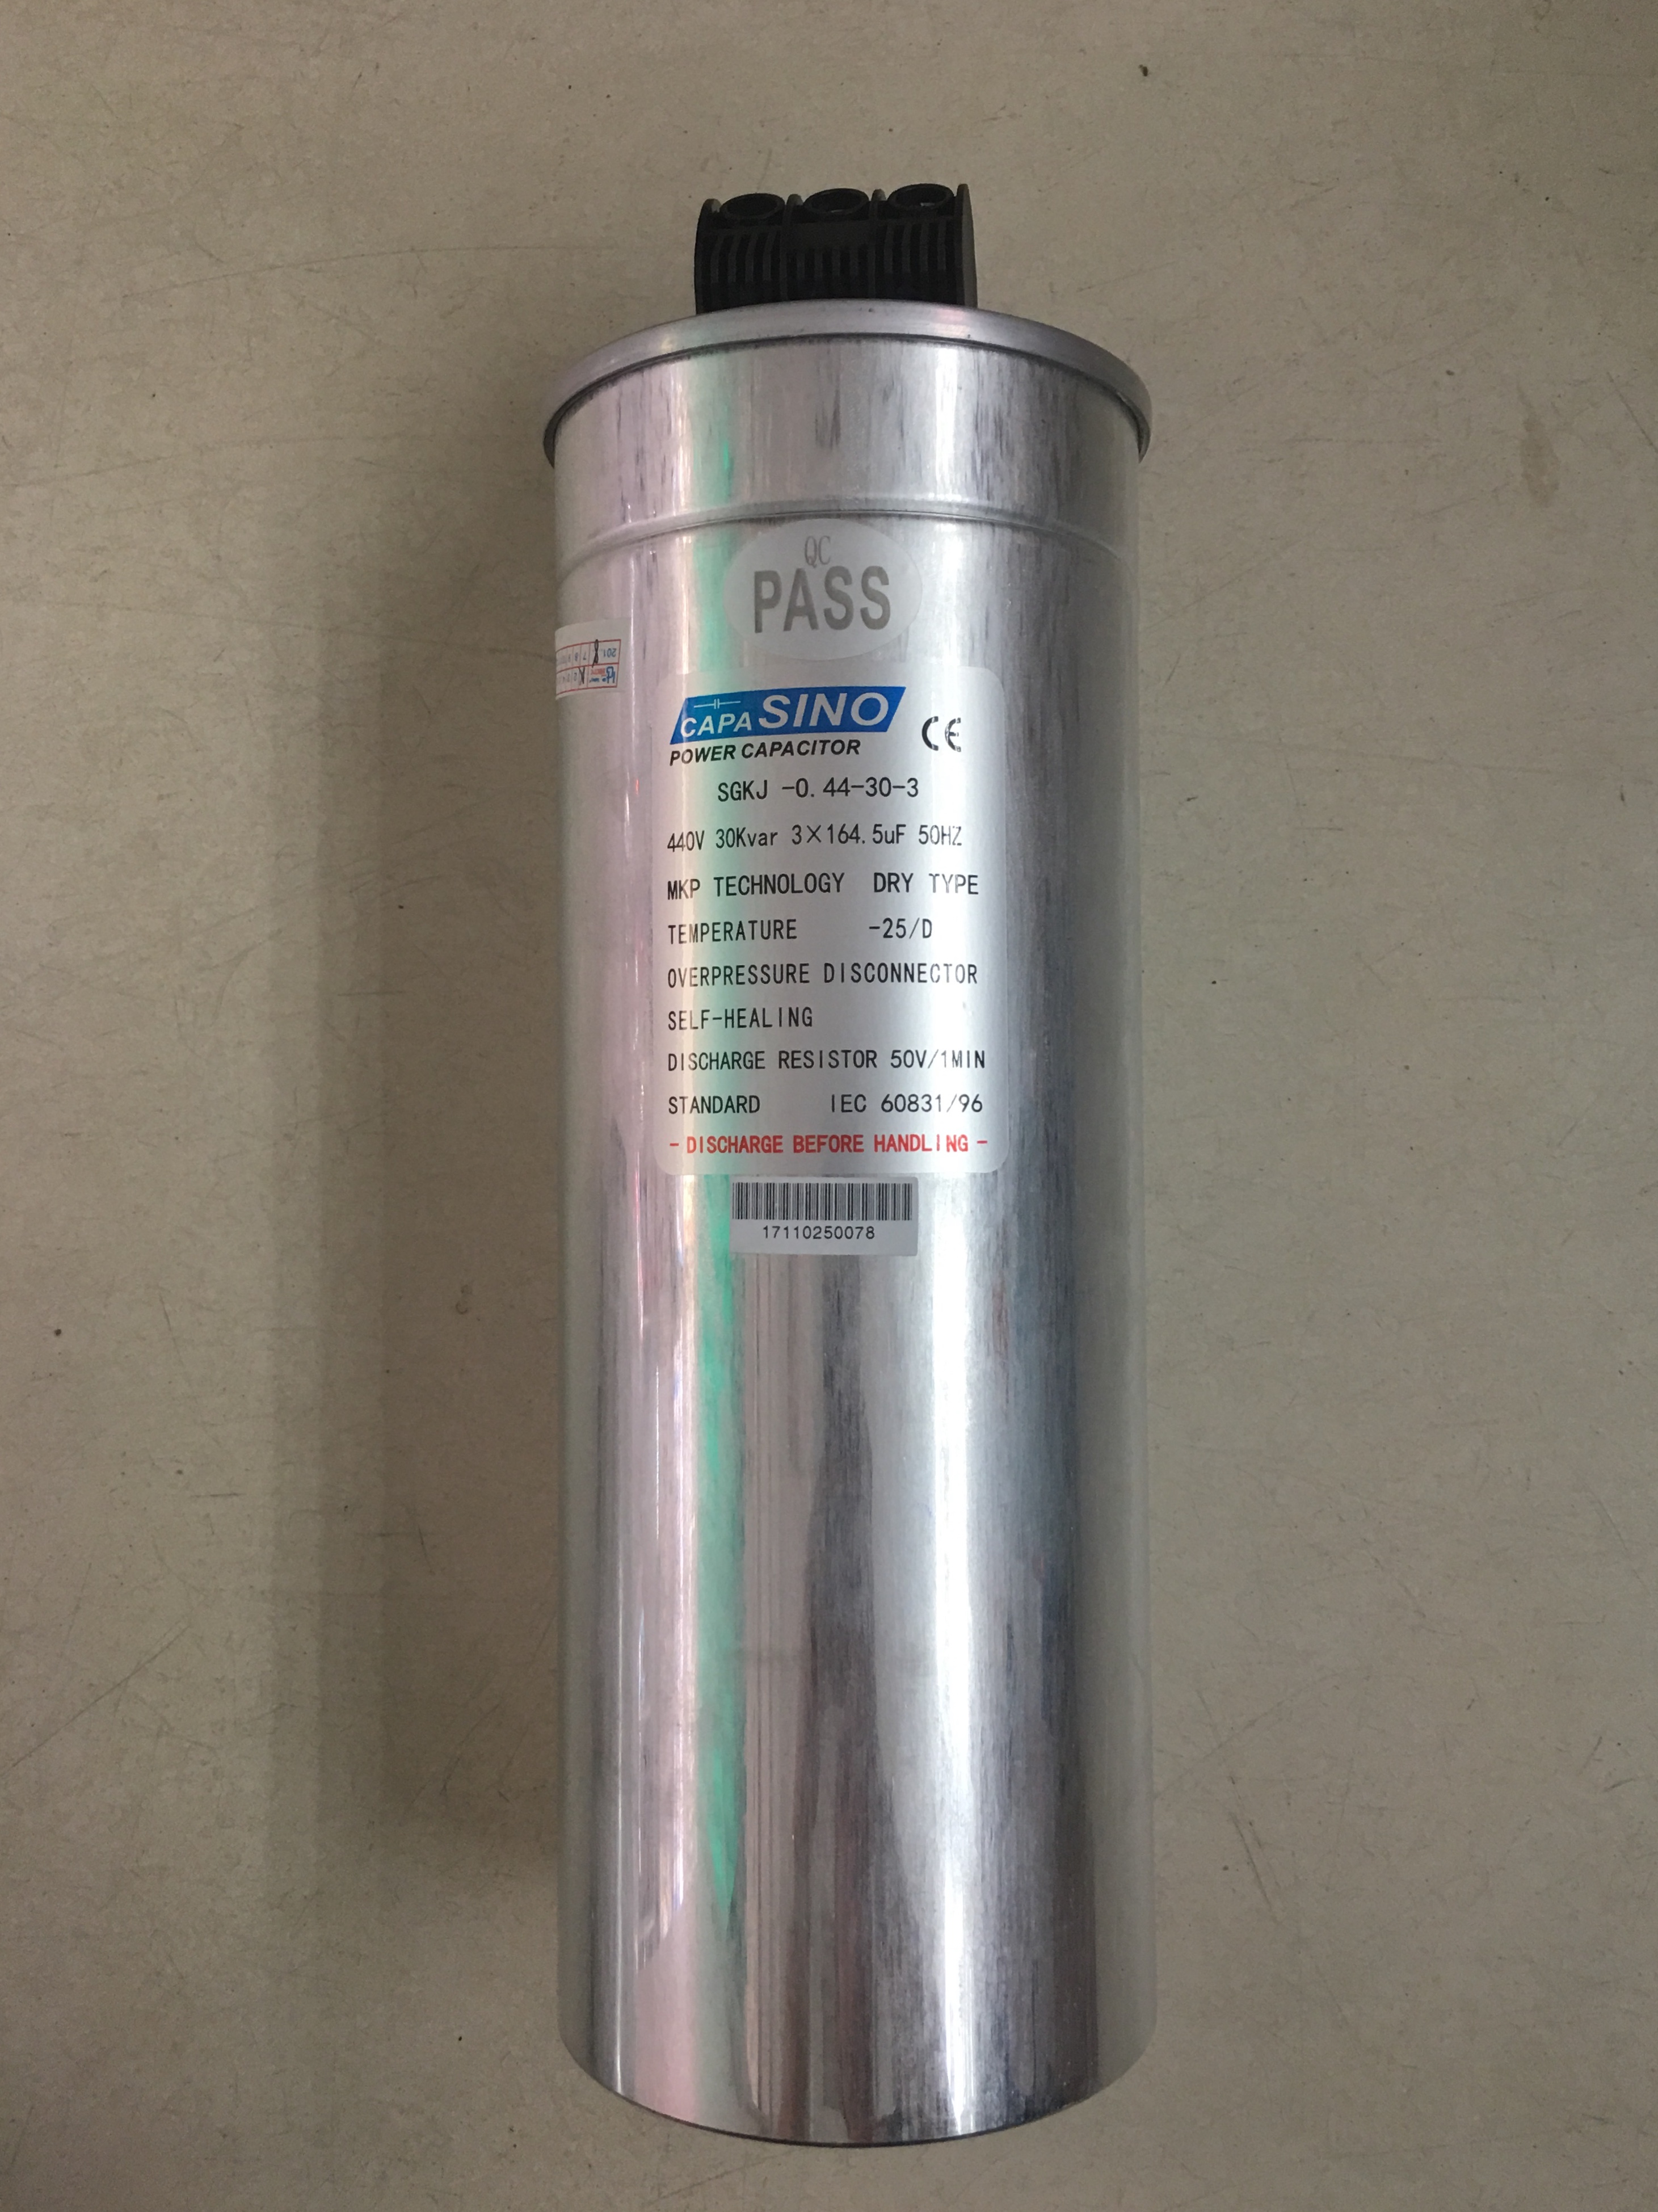 QC
PASS
CAPA SINO
POWER CAPACITOR
CE
SGKJ -0.44-30-3
440V 30Kvar 3×164.5uF 50HZ
MKP TECHNOLOGY DRY TYPE
TEMPERATURE -25/D
OVERPRESSURE DISCONNECTOR
SELF-HEALING
DISCHARGE RESISTOR 50V/1MIN
STANDARD IEC 60831/96
- DISCHARGE BEFORE HANDLING -
17110250078